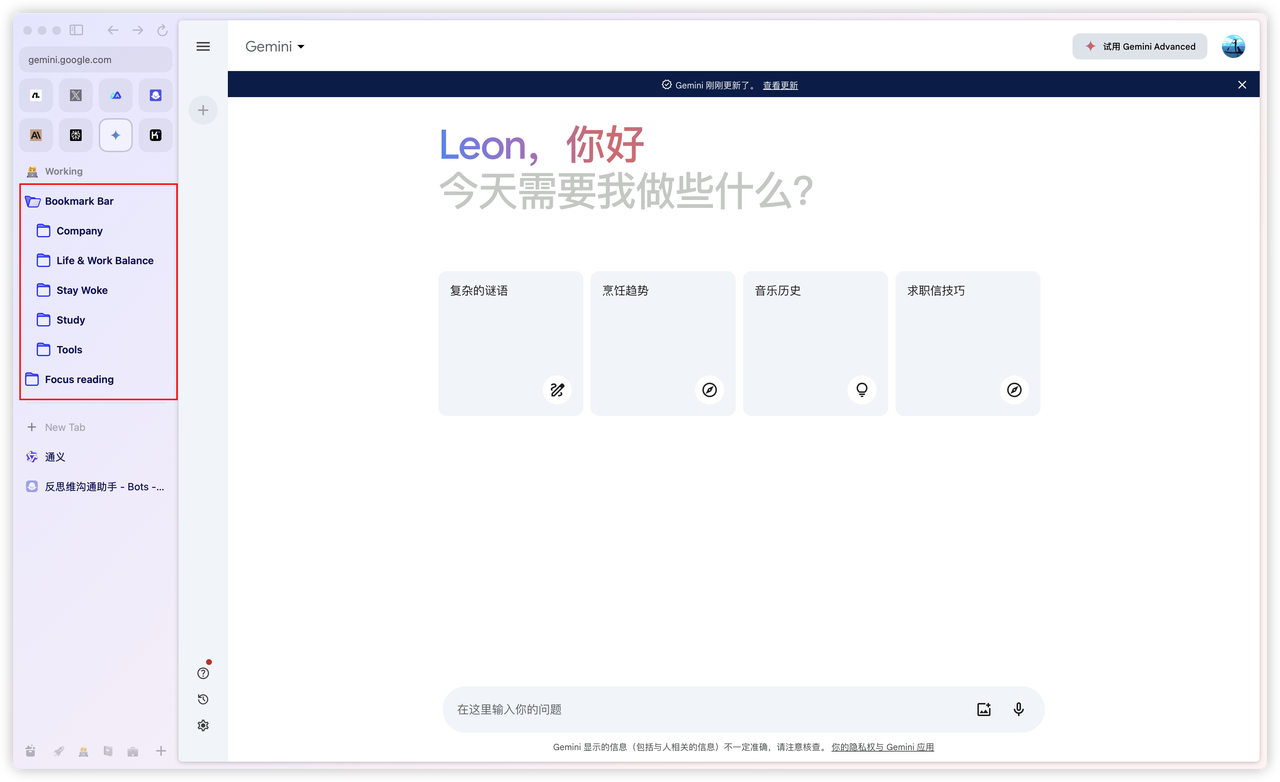 gemini.google.com
Working
Bookmark Bar
Company
Life & Work Balance
Stay Woke
Study
Tools
Focus reading
New Tab
通义
反思维沟通助手 - Bots -...
Gemini
试用 Gemini Advanced
Gemini 刚刚更新了。 查看更新
Leon，你好
今天需要我做些什么?
复杂的谜语
烹饪趋势
音乐历史
求职信技巧
在这里输入你的问题
Gemini 显示的信息（包括与人相关的信息）不一定准确，请注意核查。 你的隐私权与 Gemini 应用